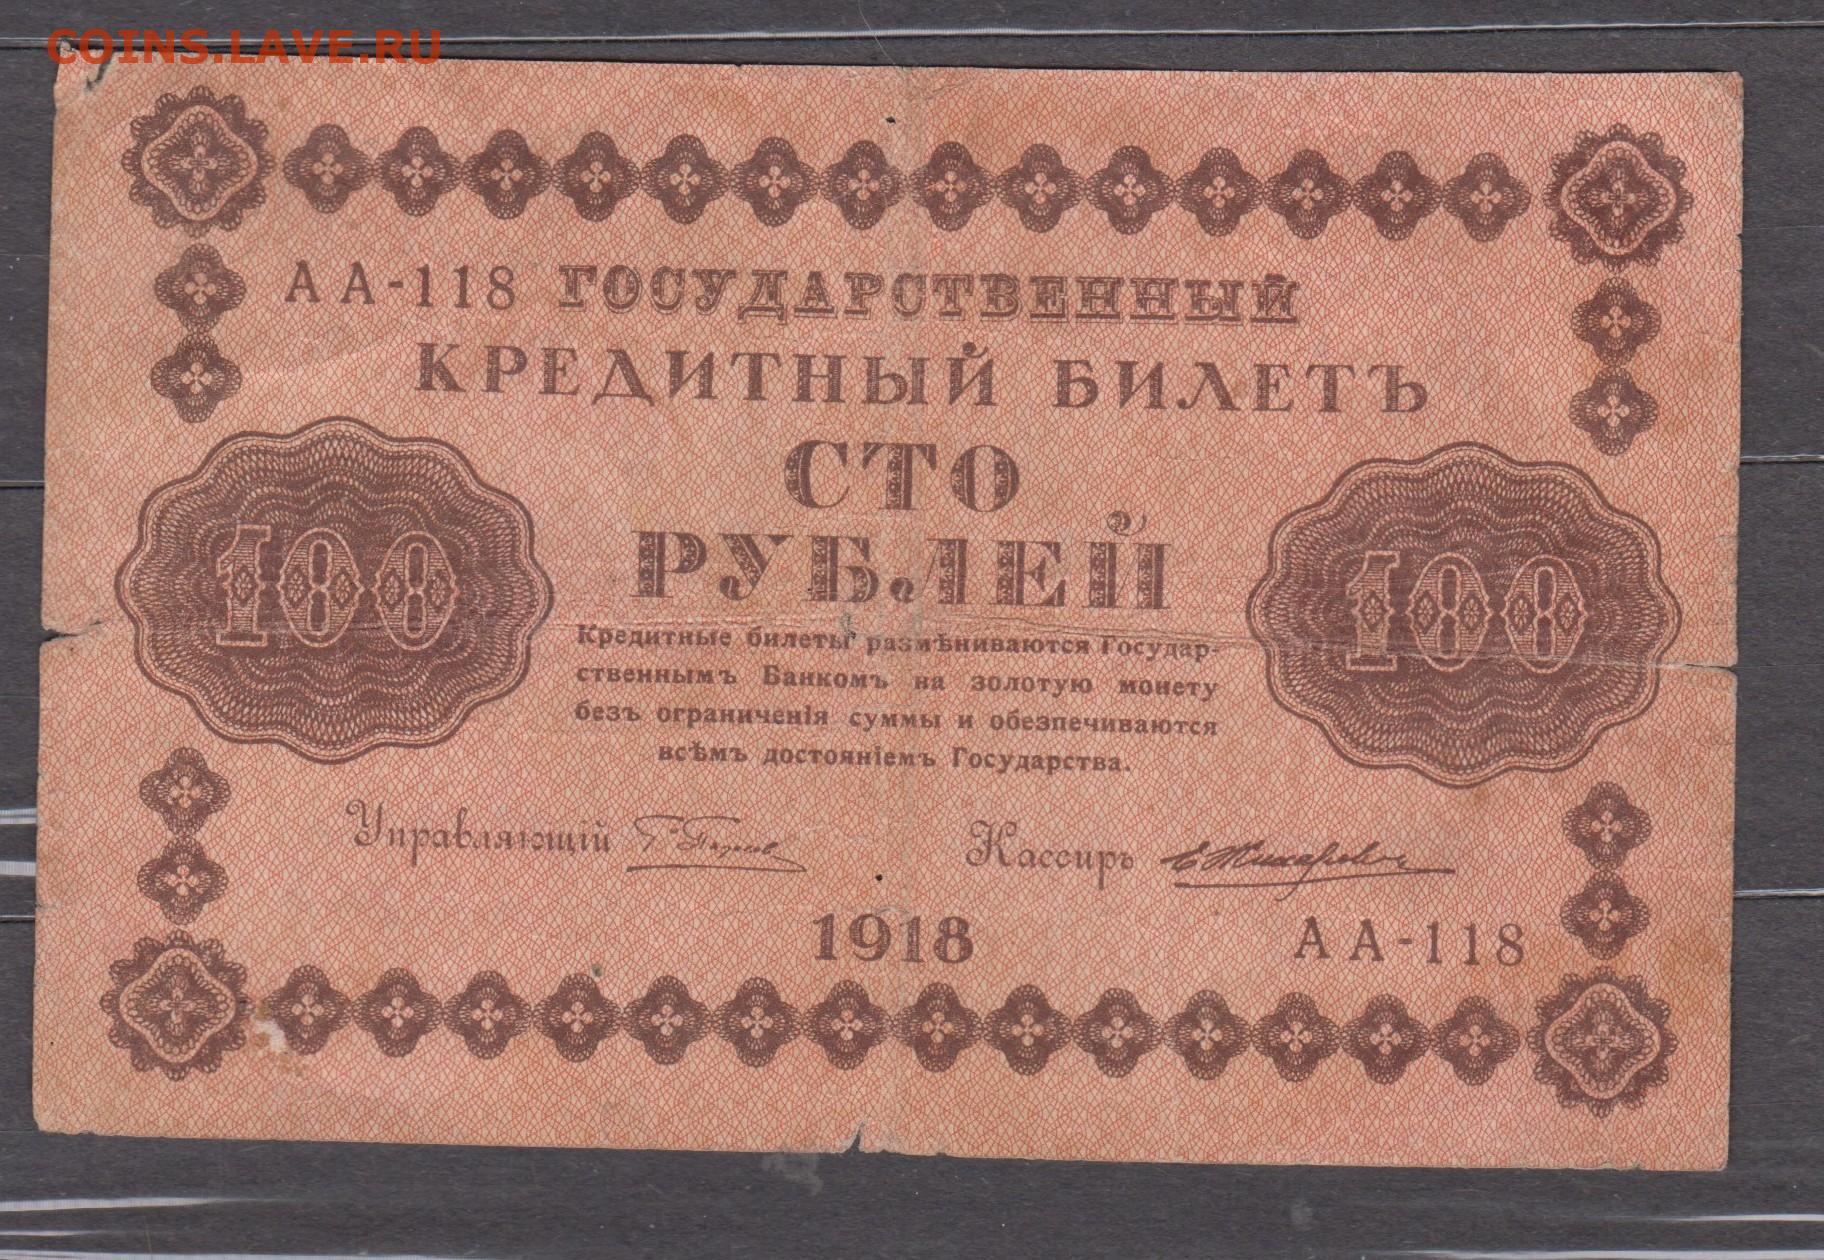 COINS.LAVE.RU
АА-118 ГОСУДАРСТВЕННЫЙ
КРЕДИТНЫЙ БИЛЕТЪ
СТО
РУБЛЕЙ
100
100
Кредитные билеты размѣниваются Государ-
ственнымъ Банкомъ на золотую монету
безъ ограниченія суммы и обезпечиваются
всѣмъ достояніемъ Государства.
Управляющій
Кассиръ
1918
АА-118